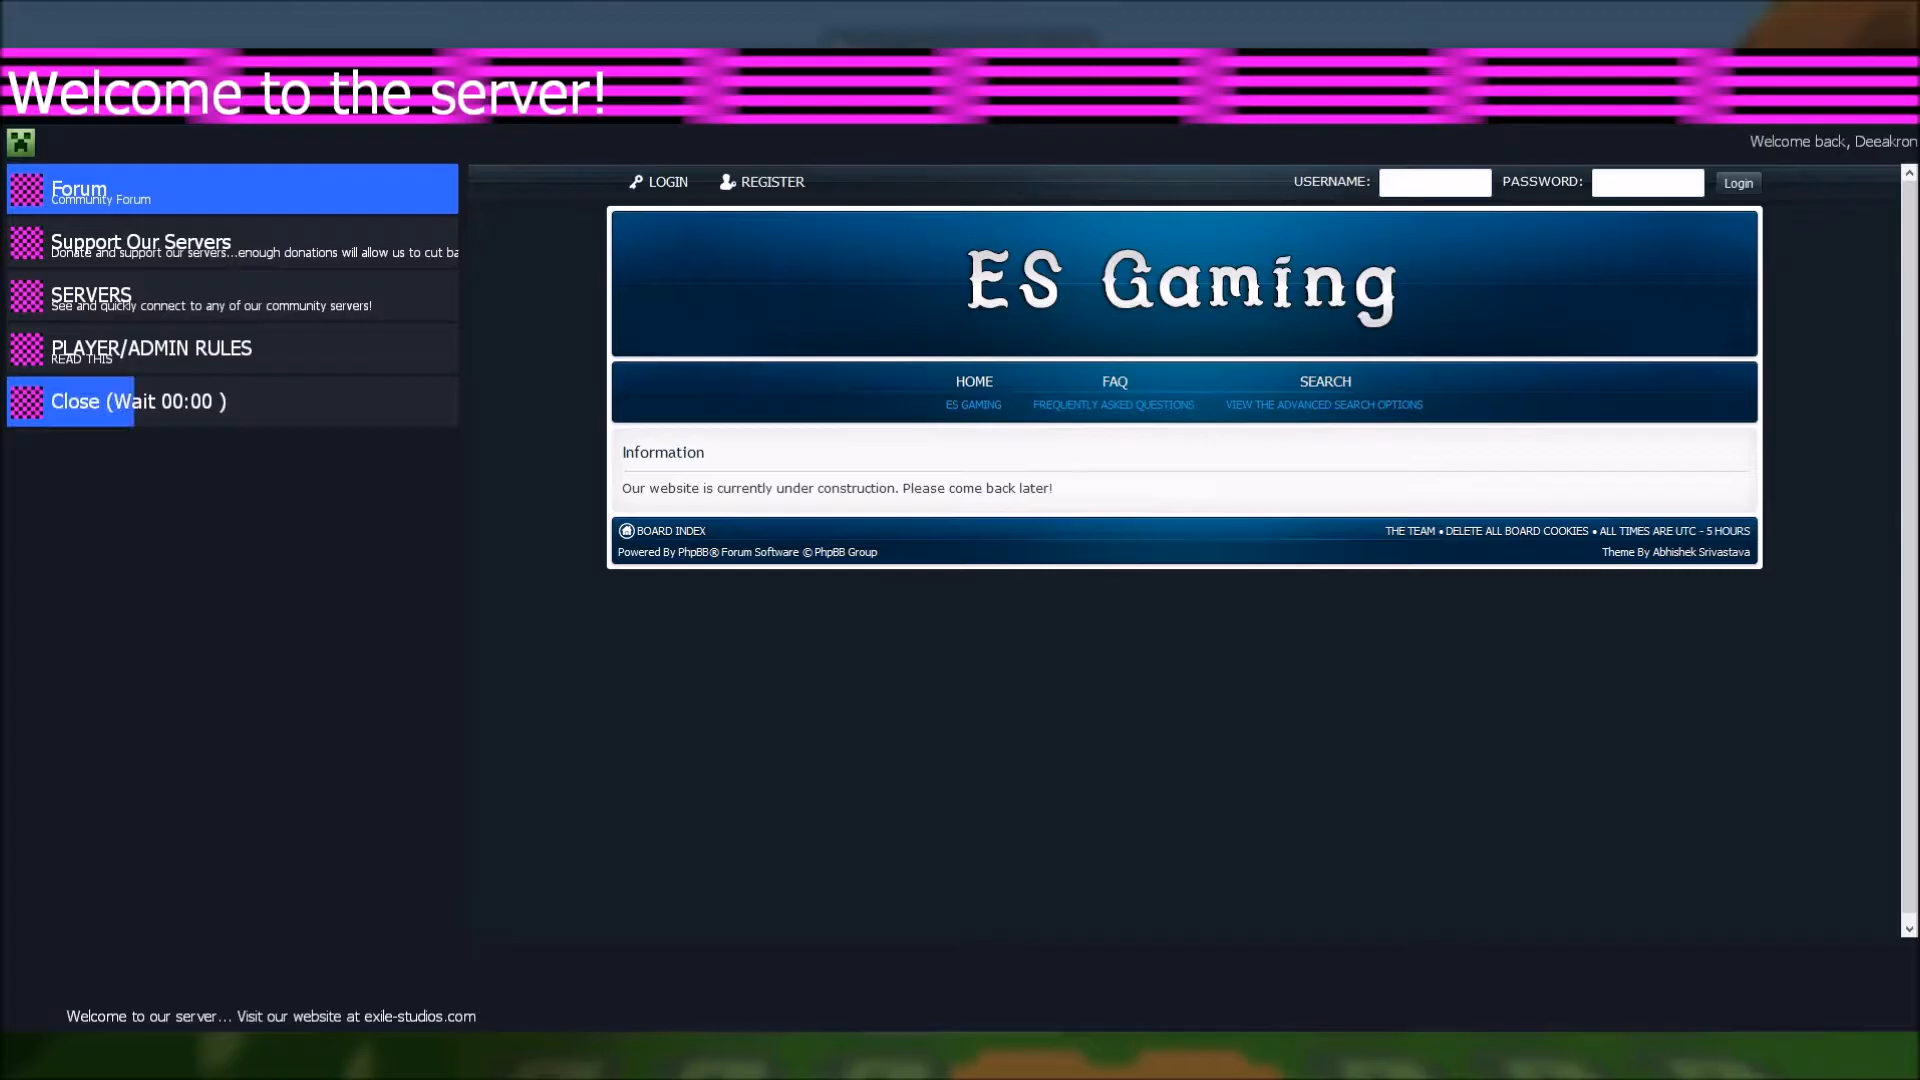 Welcome to the server!
Welcome back, Deeakron
Forum
Community Forum
Support Our Servers
Donate and support our servers...enough donations will allow us to cut ba
SERVERS
See and quickly connect to any of our community servers!
PLAYER/ADMIN RULES
READ THIS
Close (Wait 00:00 )
LOGIN REGISTER USERNAME: PASSWORD: Login
ES Gaming
HOME FAQ SEARCH
ES GAMING FREQUENTLY ASKED QUESTIONS VIEW THE ADVANCED SEARCH OPTIONS
Information
Our website is currently under construction. Please come back later!
BOARD INDEX THE TEAM • DELETE ALL BOARD COOKIES • ALL TIMES ARE UTC - 5 HOURS
Powered By PhpBB® Forum Software © PhpBB Group Theme By Abhishek Srivastava
Welcome to our server... Visit our website at exile-studios.com